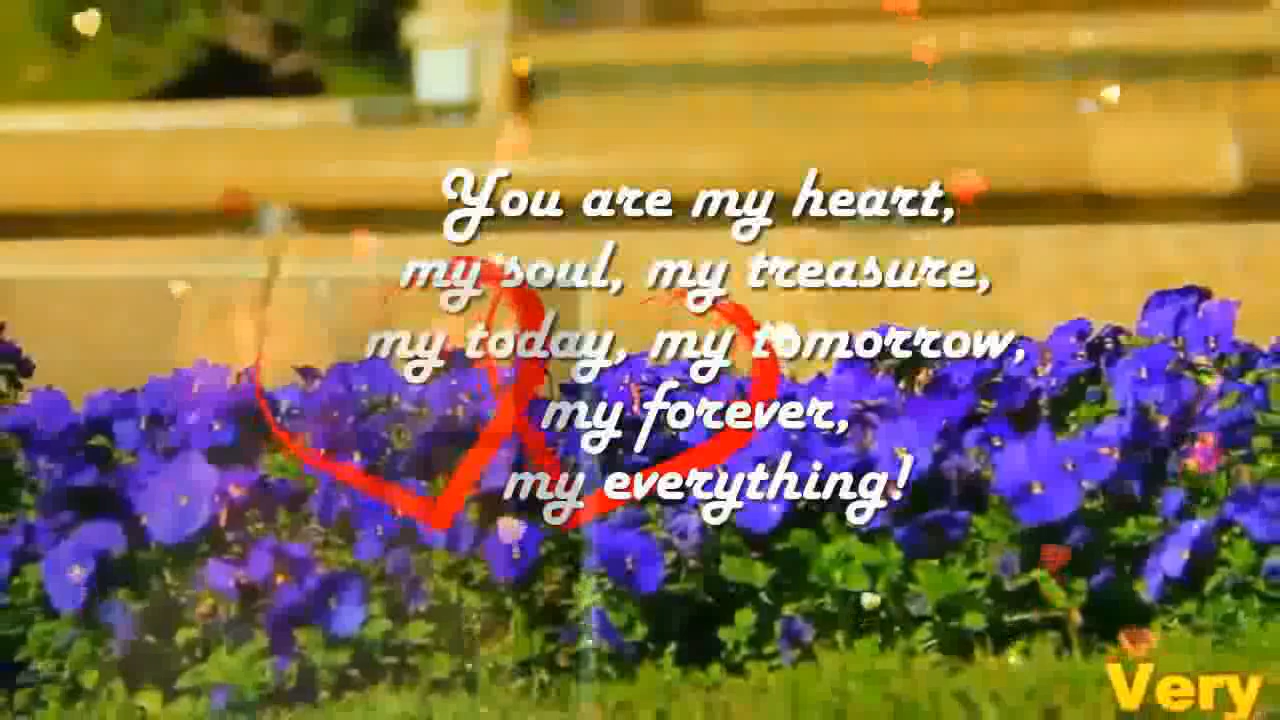 You are my heart,
my soul, my treasure,
my today, my tomorrow,
my forever,
my everything!
Very